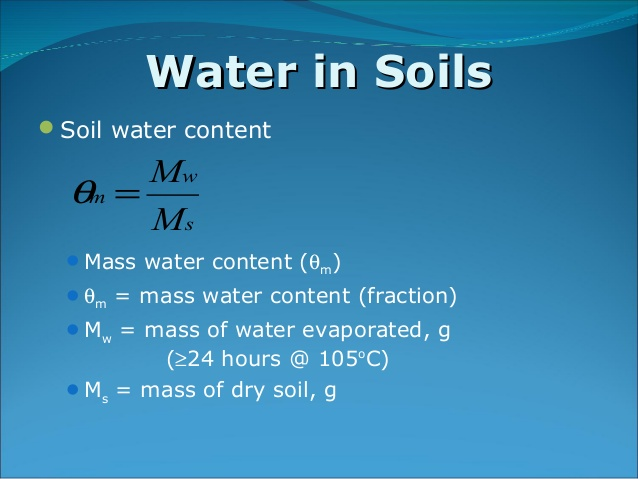 Water in Soils
Soil water content
θm = Mw / Ms
Mass water content (θm)
θm = mass water content (fraction)
Mw = mass of water evaporated, g
(≥24 hours @ 105°C)
Ms = mass of dry soil, g